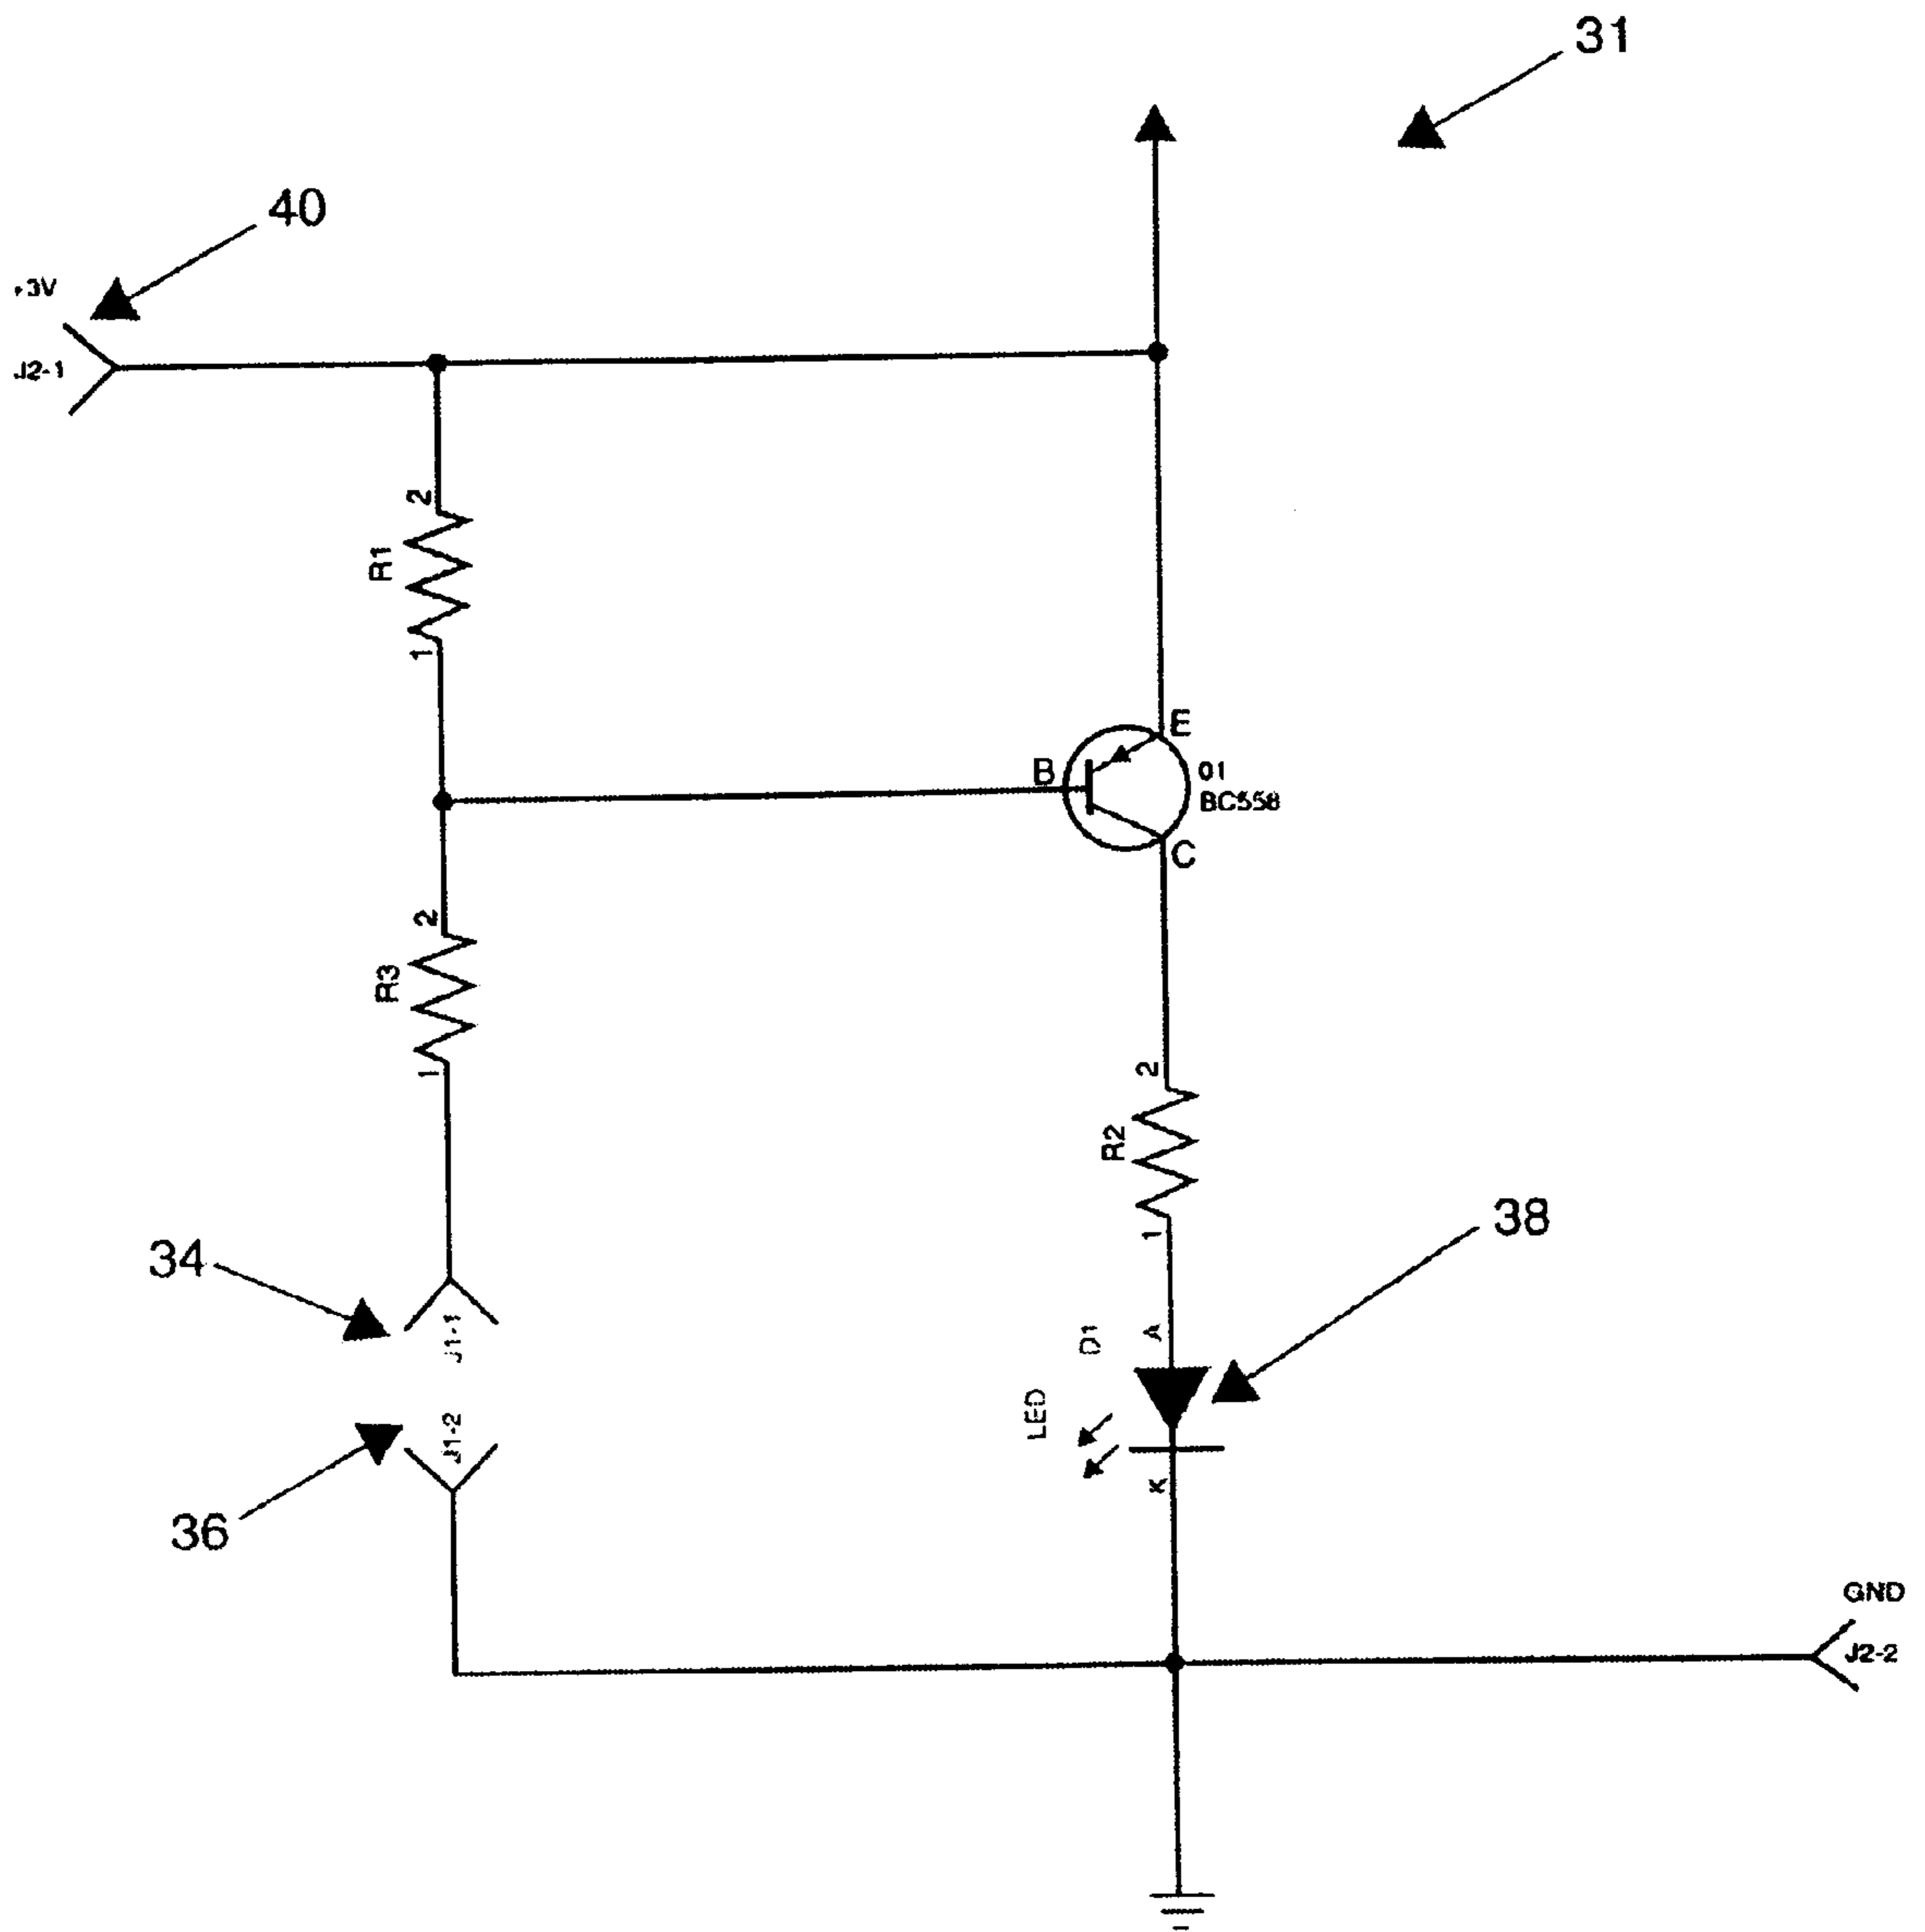 31
40
+3V
J2-1
2
R1
1
E
B
Q1
BC558
C
2
R3
1
2
R2
1
38
34
J1-1
D1
A
LED
J1-2
36
K
GND
J2-2